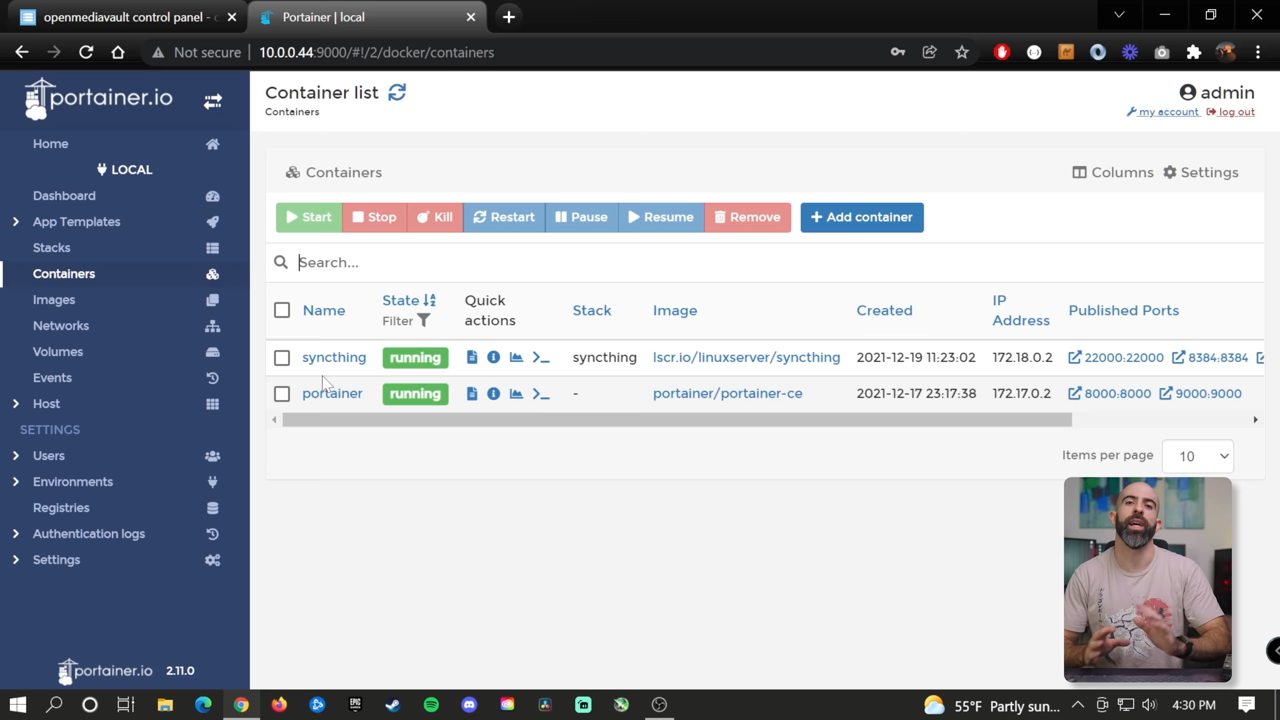 openmediavault control panel - 
Portainer | local
Not secure 10.0.0.44:9000/#!/2/docker/containers
portainer.io
Container list
Containers
admin
my account log out
Home
LOCAL
Dashboard
App Templates
Stacks
Containers
Images
Networks
Volumes
Events
Host
SETTINGS
Users
Environments
Registries
Authentication logs
Settings
portainer.io 2.11.0
Containers
Columns Settings
Start Stop Kill Restart Pause Resume Remove Add container
Search...
Name State Filter Quick actions Stack Image Created IP Address Published Ports
syncthing running syncthing lscr.io/linuxserver/syncthing 2021-12-19 11:23:02 172.18.0.2 22000:22000 8384:8384
portainer running - portainer/portainer-ce 2021-12-17 23:17:38 172.17.0.2 8000:8000 9000:9000
Items per page 10
55°F Partly sun... 4:30 PM